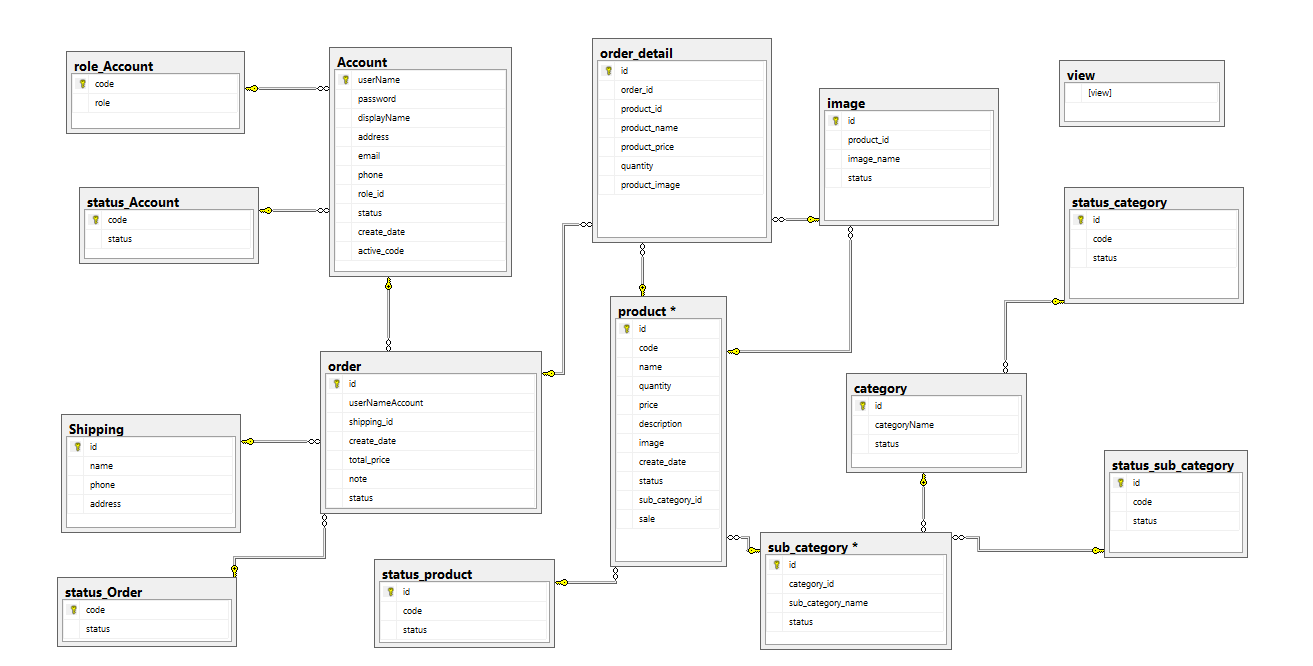 role_Account
code
role
Account
userName
password
displayName
address
email
phone
role_id
status
create_date
active_code
order_detail
id
order_id
product_id
product_name
product_price
quantity
product_image
image
id
product_id
image_name
status
view
[view]
status_Account
code
status
status_category
id
code
status
product *
id
code
name
quantity
price
description
image
create_date
status
sub_category_id
sale
order
id
userNameAccount
shipping_id
create_date
total_price
note
status
category
id
categoryName
status
Shipping
id
name
phone
address
status_sub_category
id
code
status
sub_category *
id
category_id
sub_category_name
status
status_product
id
code
status
status_Order
code
status